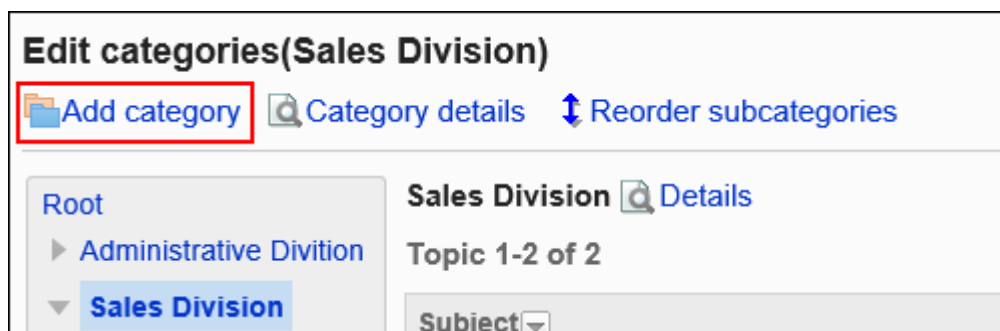 Edit categories(Sales Division)
Add category Category details Reorder subcategories
Root
Administrative Divition
Sales Division
Sales Division Details
Topic 1-2 of 2
Subject